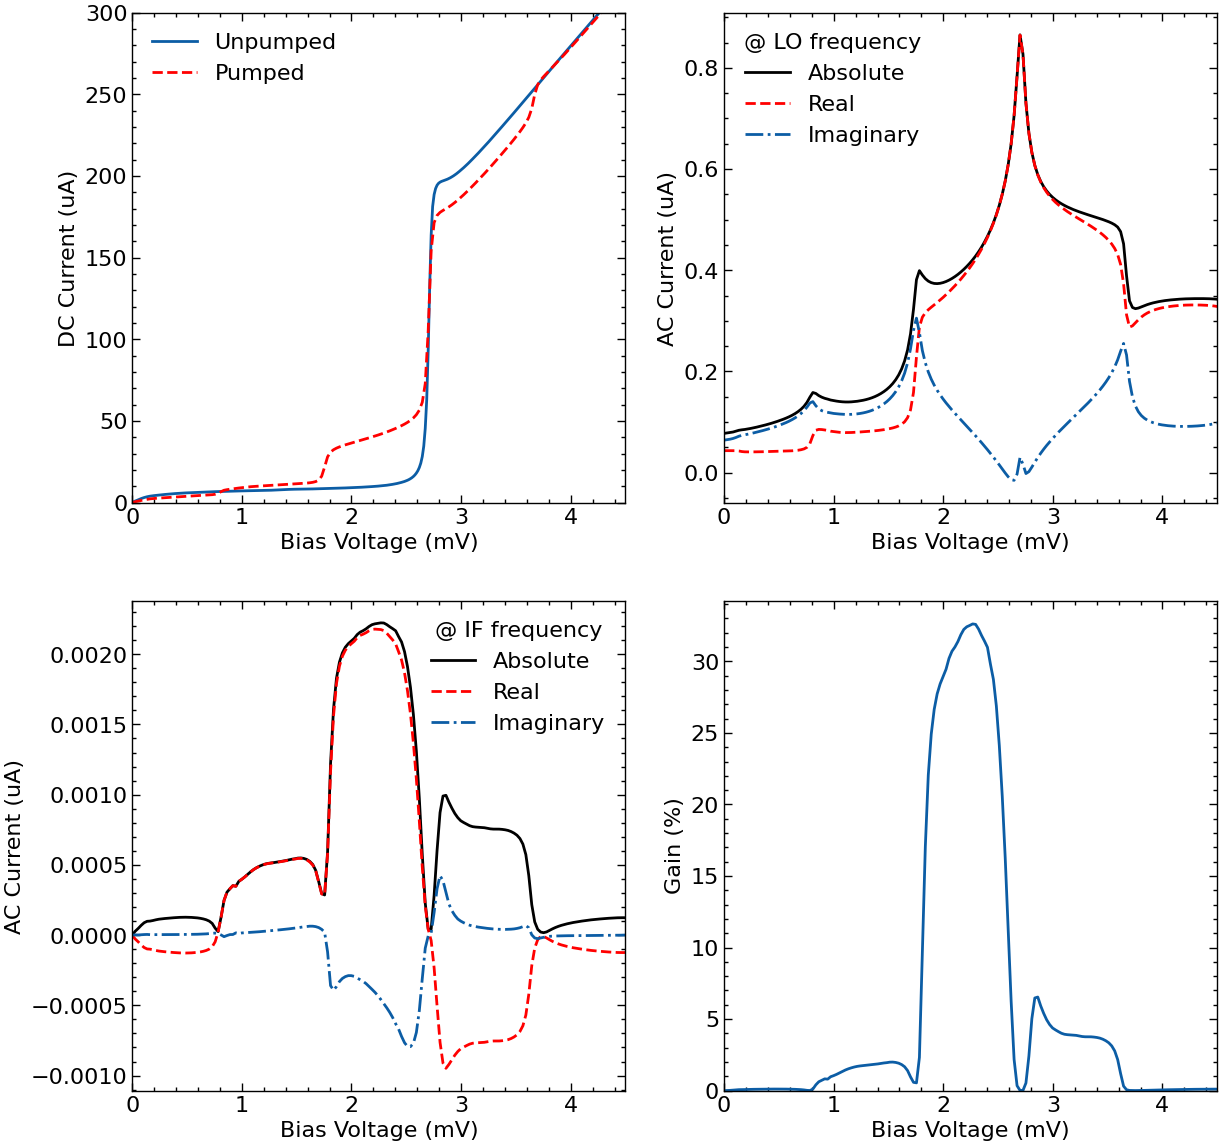 300
250
200
150
100
50
0
DC Current (uA)
Unpumped
Pumped
0
1
2
3
4
Bias Voltage (mV)
0.8
0.6
0.4
0.2
0.0
AC Current (uA)
@ LO frequency
Absolute
Real
Imaginary
0
1
2
3
4
Bias Voltage (mV)
0.0020
0.0015
0.0010
0.0005
0.0000
−0.0005
−0.0010
AC Current (uA)
@ IF frequency
Absolute
Real
Imaginary
0
1
2
3
4
Bias Voltage (mV)
30
25
20
15
10
5
0
Gain (%)
0
1
2
3
4
Bias Voltage (mV)